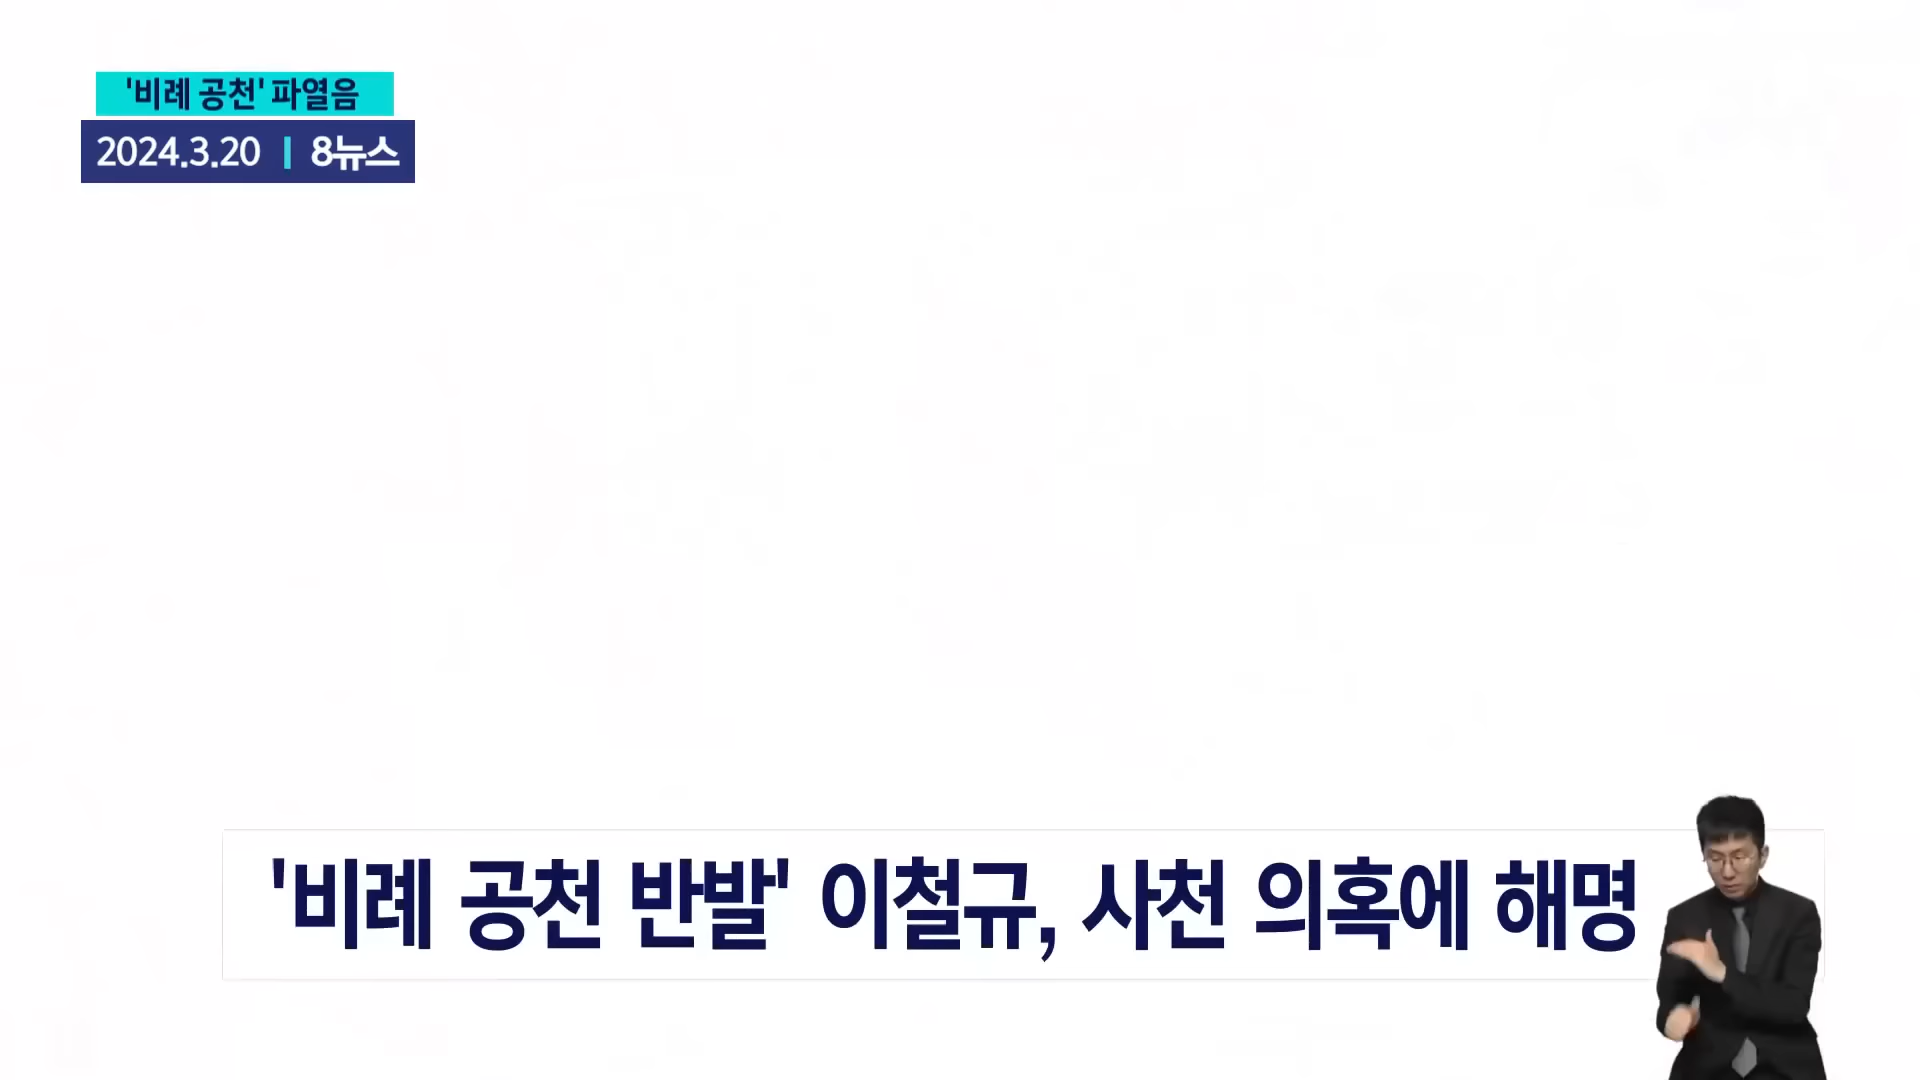 '비례 공천' 파열음
2024.3.20 | 8뉴스
'비례 공천 반발' 이철규, 사천 의혹에 해명